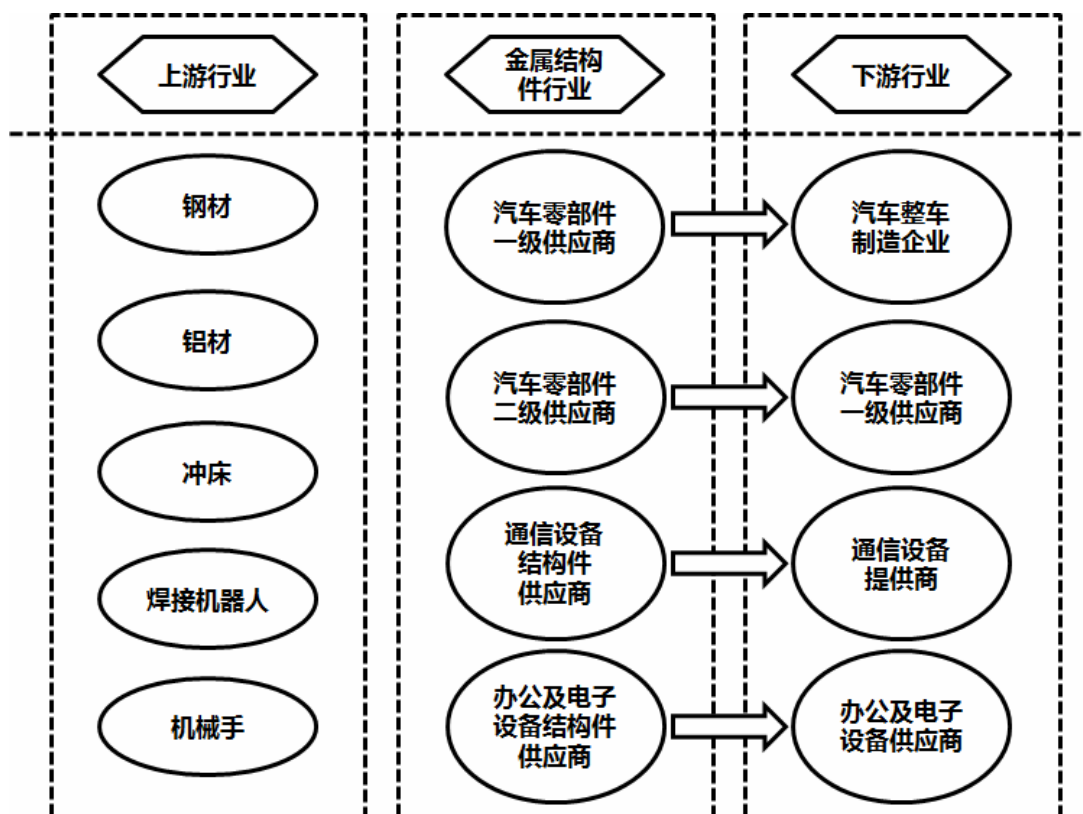 上游行业
金属结构
件行业
下游行业
钢材
铝材
冲床
焊接机器人
机械手
汽车零部件
一级供应商
汽车零部件
二级供应商
通信设备
结构件
供应商
办公及电子
设备结构件
供应商
汽车整车
制造企业
汽车零部件
一级供应商
通信设备
提供商
办公及电子
设备供应商